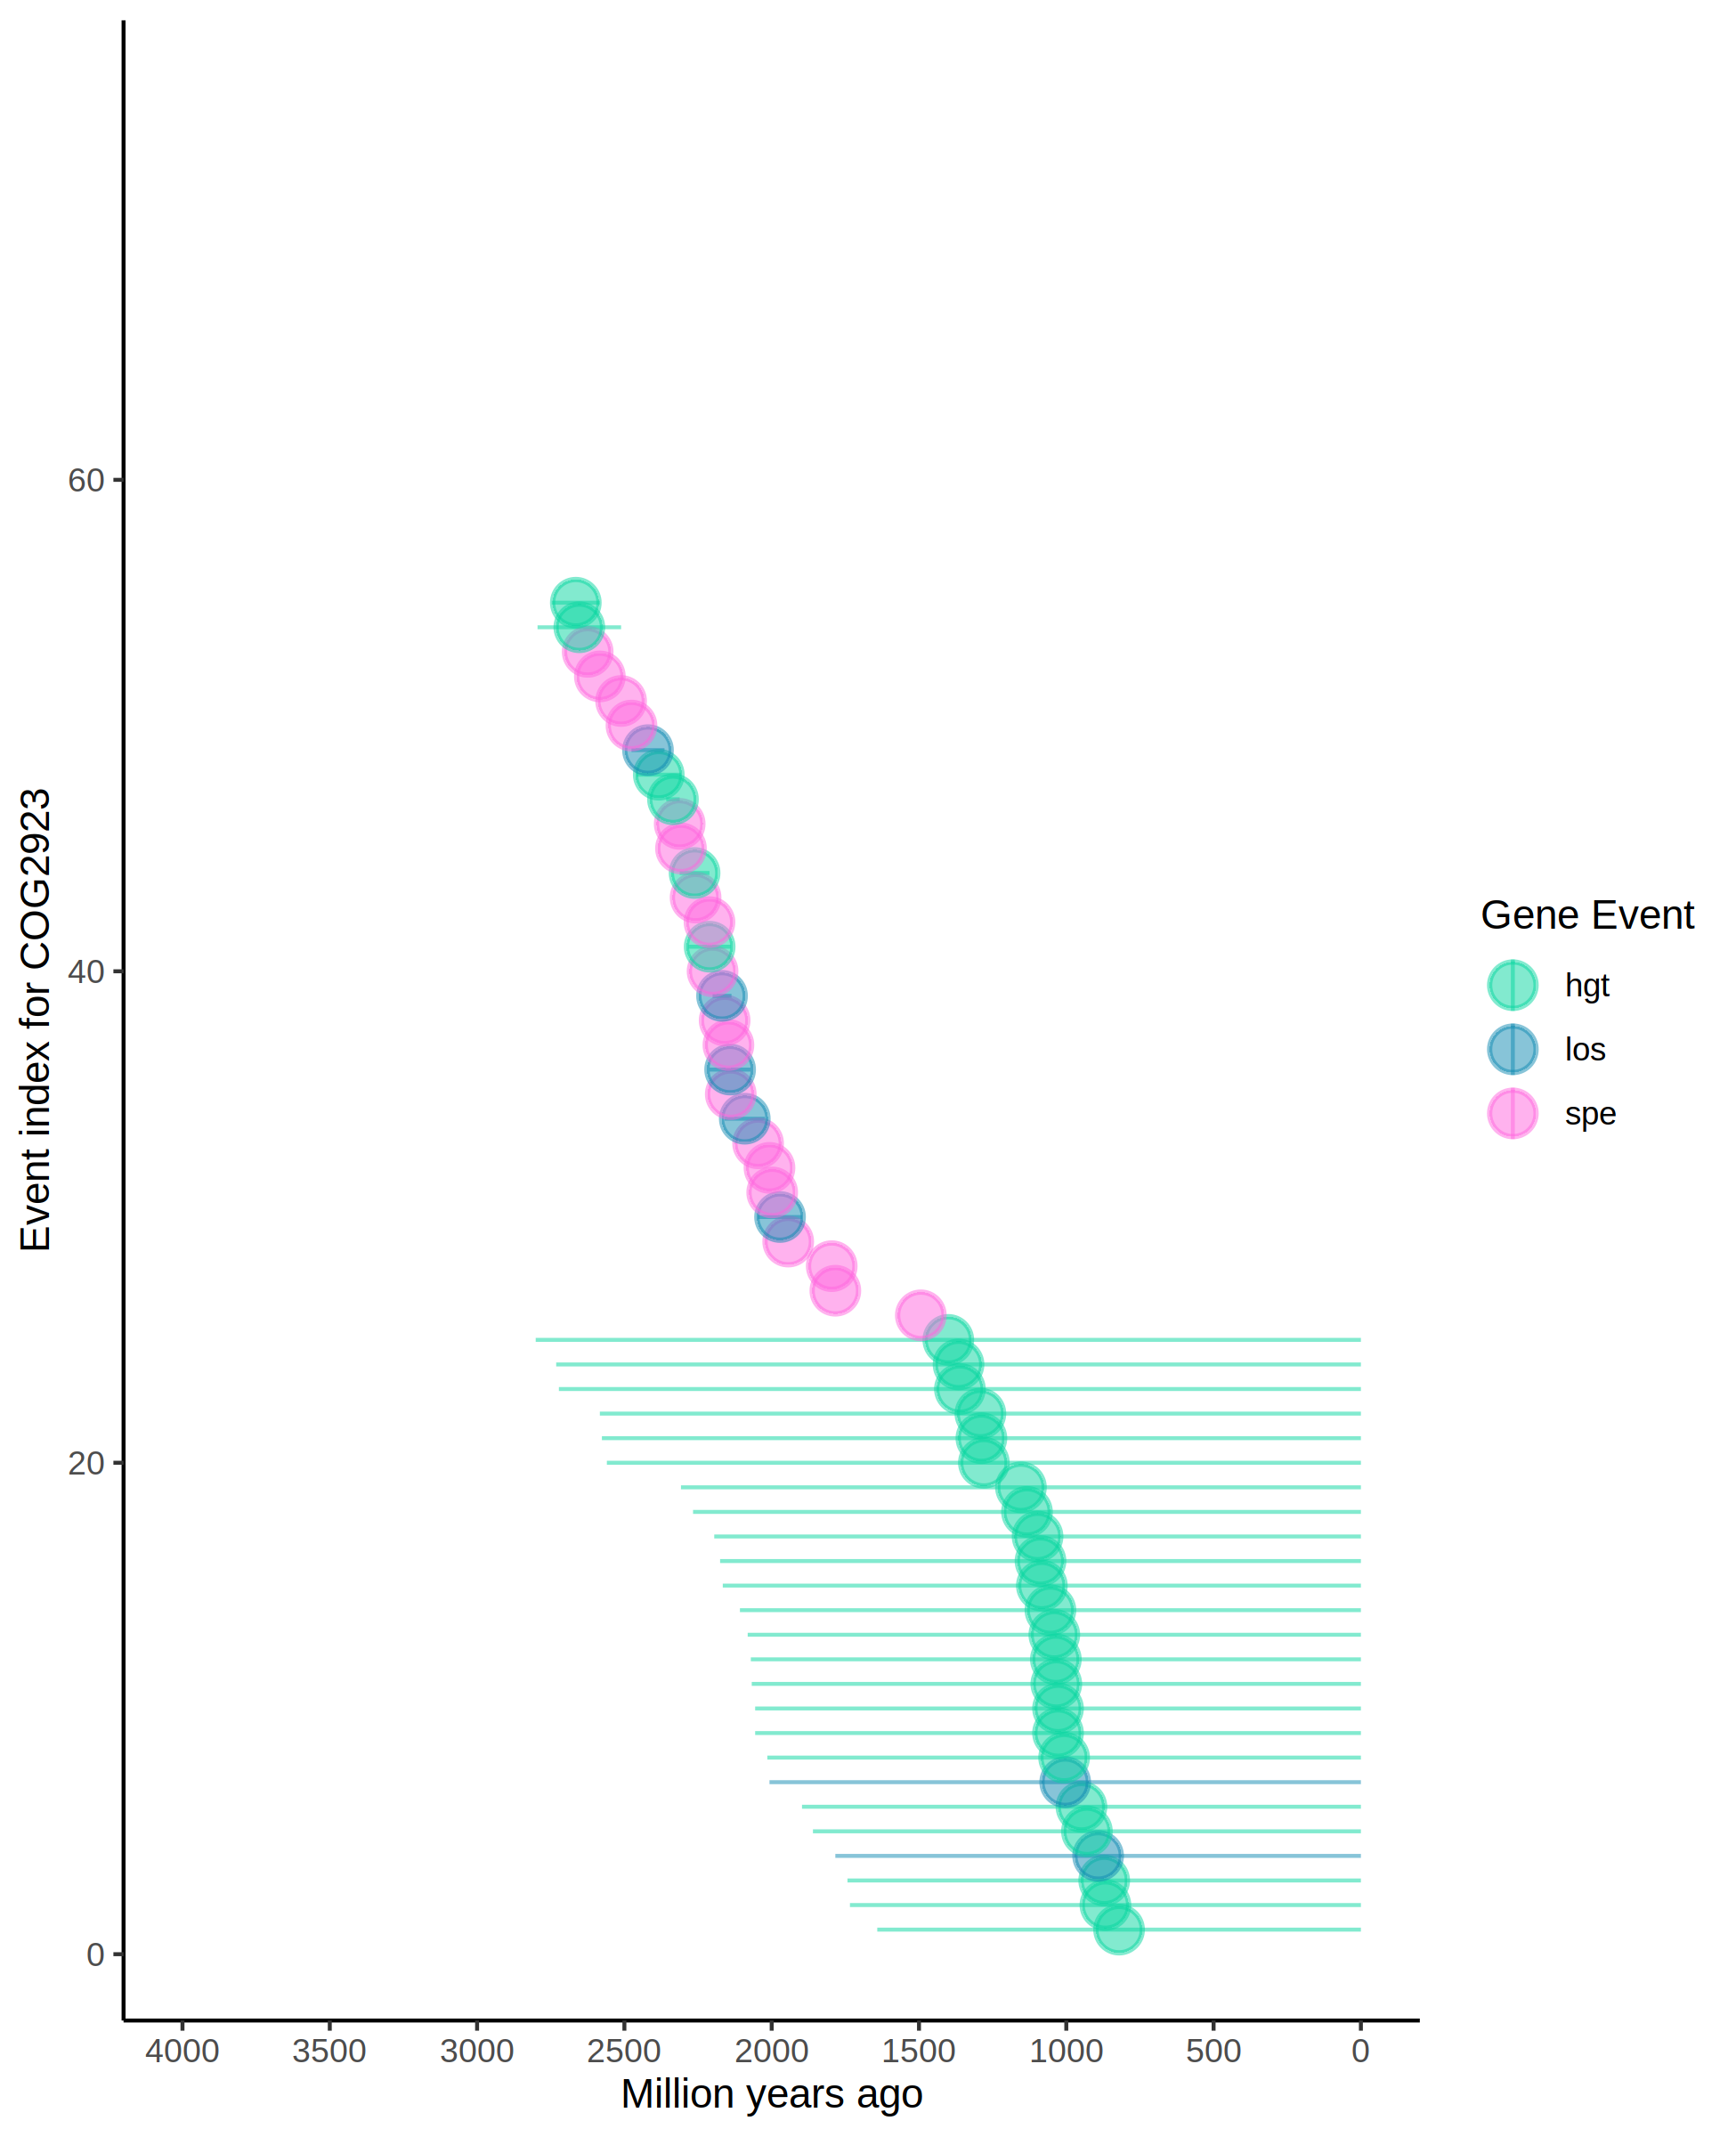 Event index for COG2923
60
40
20
0
4000 3500 3000 2500 2000 1500 1000 500 0
Million years ago
Gene Event
hgt
los
spe